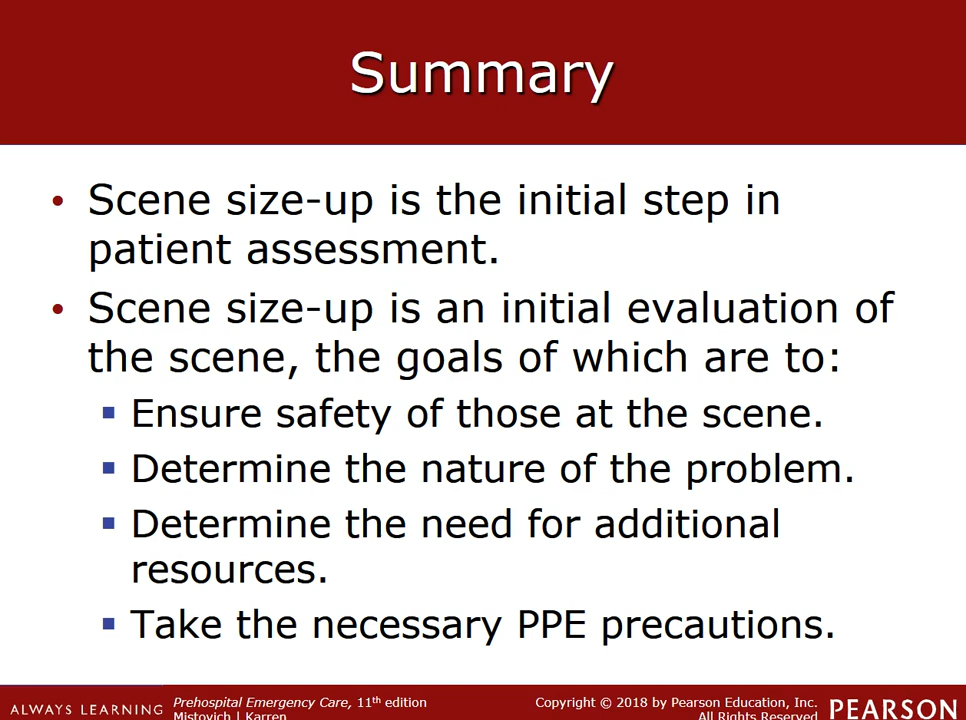 Summary
• Scene size-up is the initial step in
patient assessment.
• Scene size-up is an initial evaluation of
the scene, the goals of which are to:
▪ Ensure safety of those at the scene.
▪ Determine the nature of the problem.
▪ Determine the need for additional
resources.
▪ Take the necessary PPE precautions.
ALWAYS LEARNING
Prehospital Emergency Care, 11th edition
Mistovich | Karren
Copyright © 2018 by Pearson Education, Inc.
All Rights Reserved
PEARSON